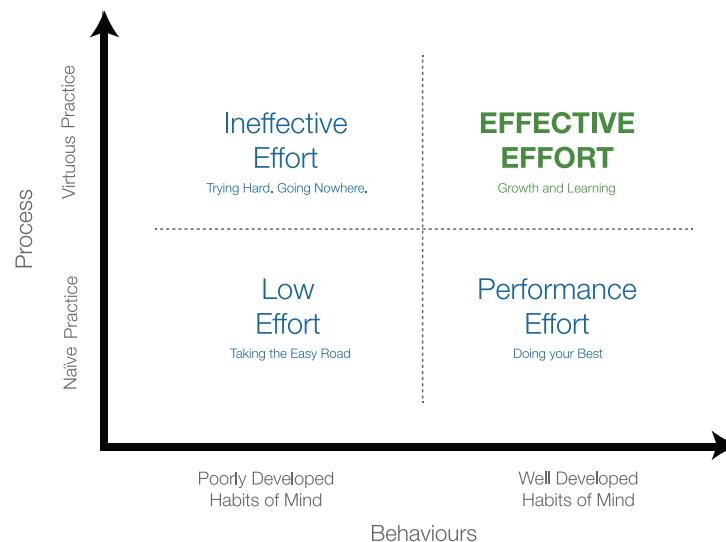 Process
Virtuous Practice
Naïve Practice
Ineffective
Effort
Trying Hard. Going Nowhere.
EFFECTIVE
EFFORT
Growth and Learning
Low
Effort
Taking the Easy Road
Performance
Effort
Doing your Best
Poorly Developed
Habits of Mind
Well Developed
Habits of Mind
Behaviours